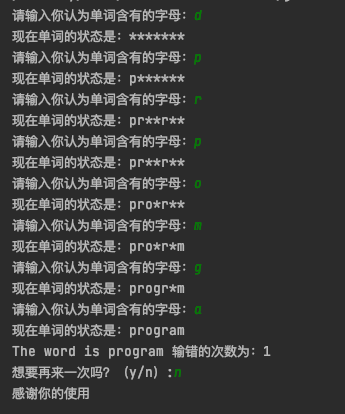 请输入你认为单词含有的字母: d
现在单词的状态是: *******
请输入你认为单词含有的字母: p
现在单词的状态是: p******
请输入你认为单词含有的字母: r
现在单词的状态是: pr**r**
请输入你认为单词含有的字母: p
现在单词的状态是: pr**r**
请输入你认为单词含有的字母: o
现在单词的状态是: pro*r**
请输入你认为单词含有的字母: m
现在单词的状态是: pro*r*m
请输入你认为单词含有的字母: g
现在单词的状态是: progr*m
请输入你认为单词含有的字母: a
现在单词的状态是: program
The word is program 输错的次数为: 1
想要再来一次吗? (y/n) :n
感谢你的使用